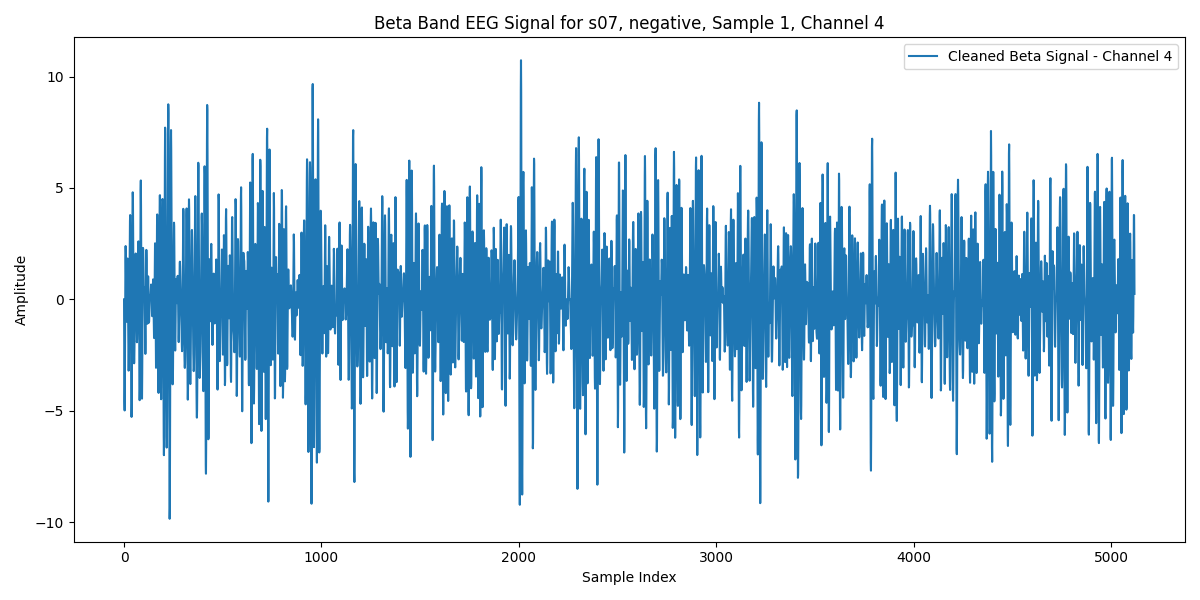 Beta Band EEG Signal for s07, negative, Sample 1, Channel 4
Cleaned Beta Signal - Channel 4
Amplitude
10
5
0
−5
−10
0 1000 2000 3000 4000 5000
Sample Index